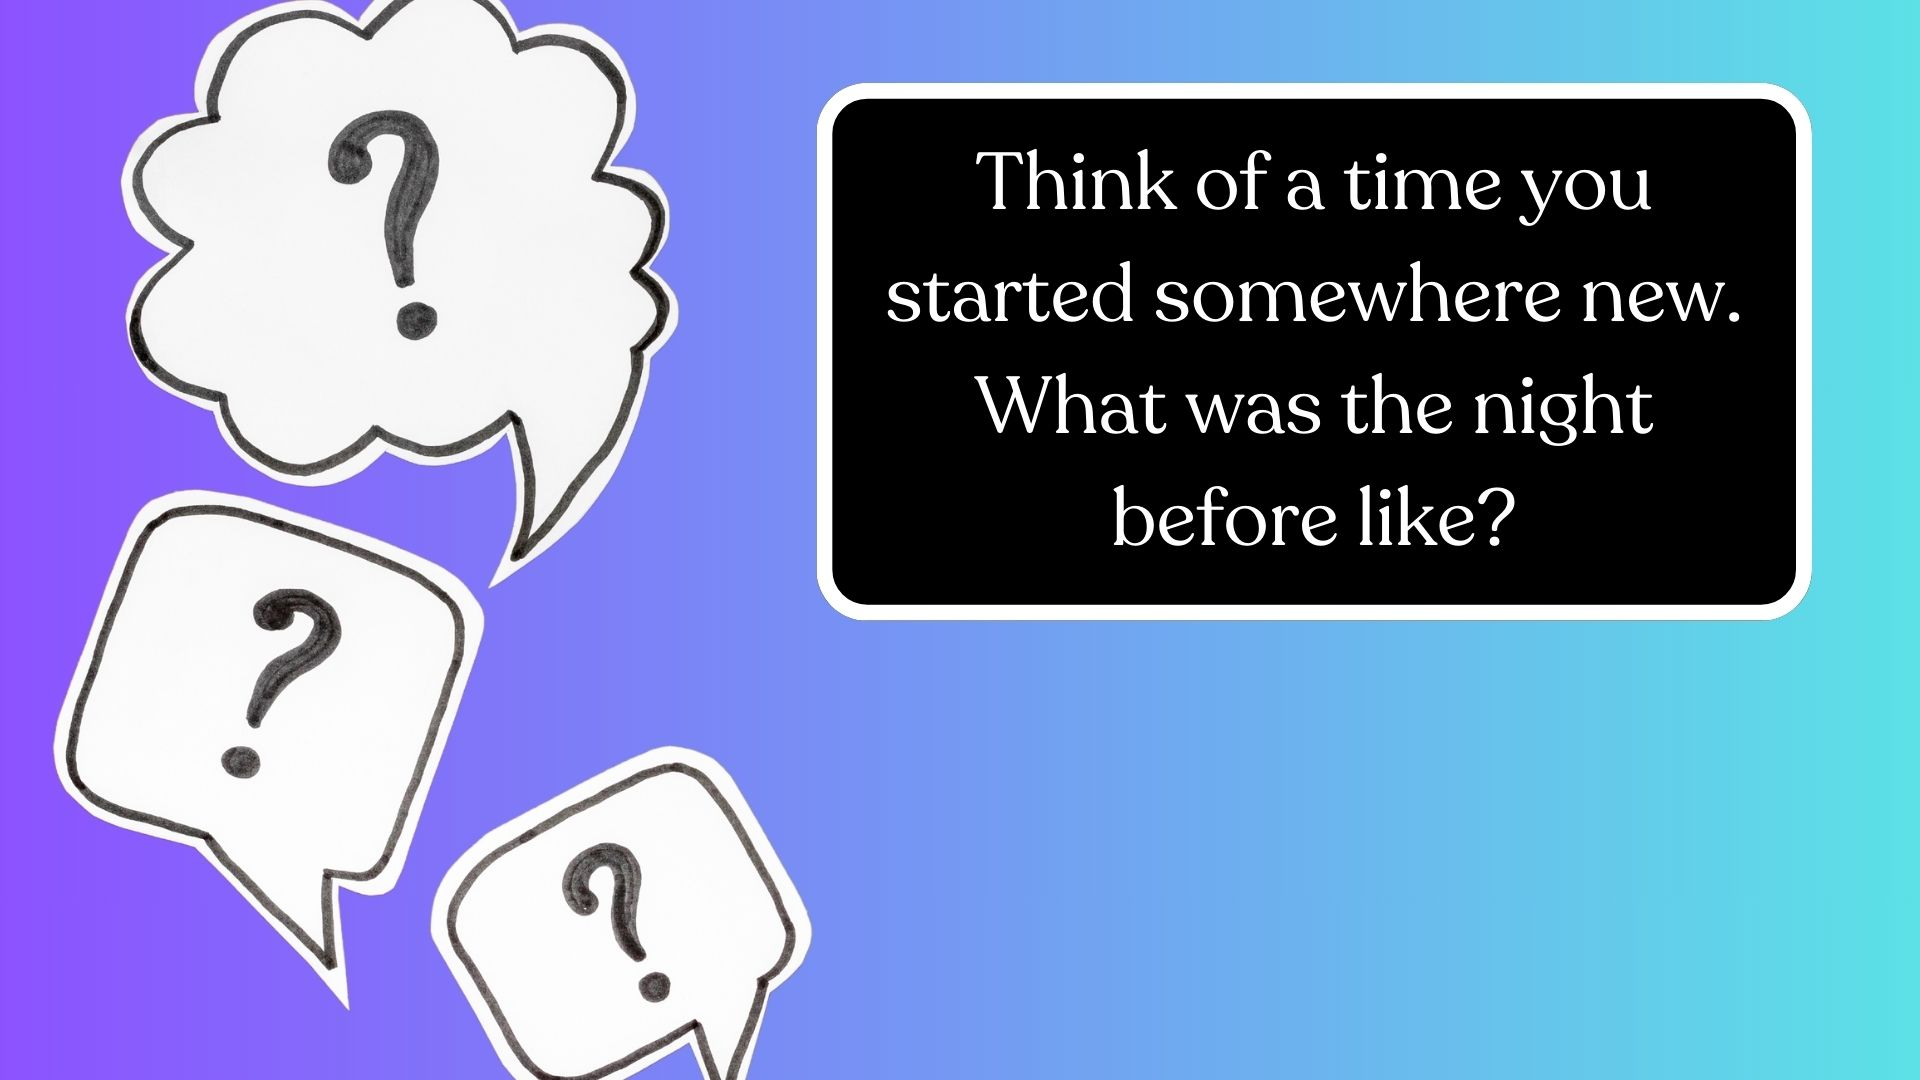 ?
?
?
Think of a time you
started somewhere new.
What was the night
before like?